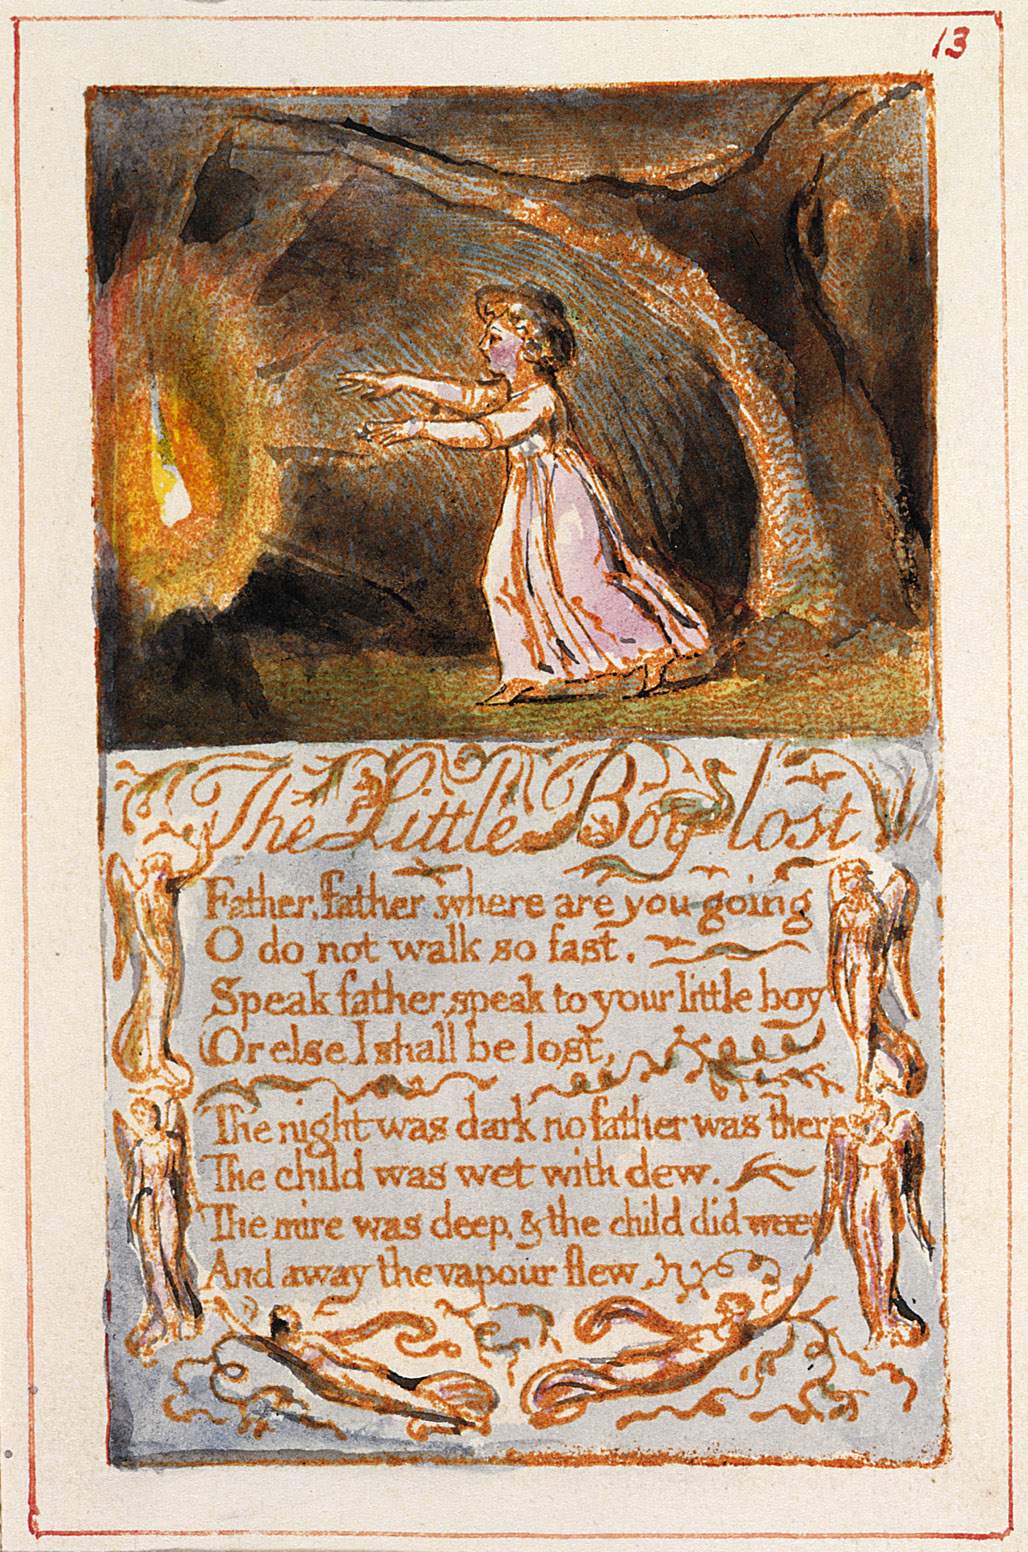 13
The Little Boy lost
Father, father, where are you going
O do not walk so fast.
Speak father, speak to your little boy
Or else I shall be lost,
The night was dark no father was there
The child was wet with dew.
The mire was deep, & the child did weep
And away the vapour flew